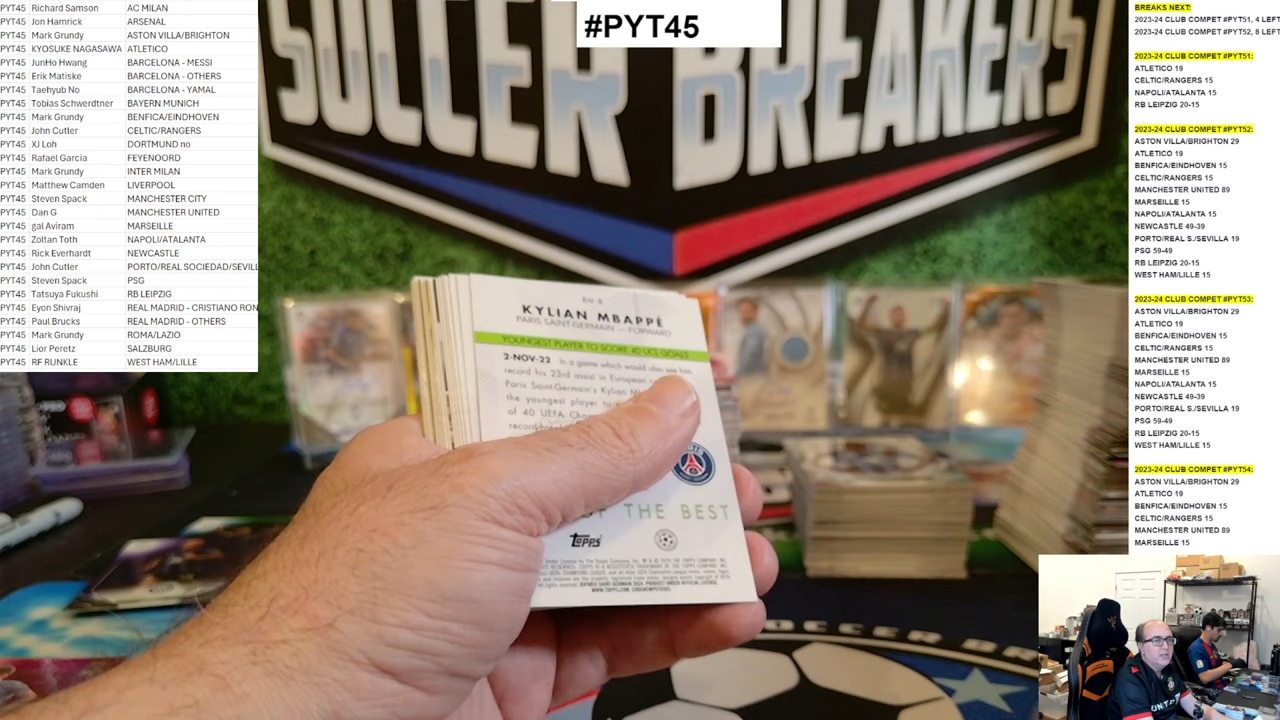 PYT45 Richard Samson AC MILAN
PYT45 Jon Hamrick ARSENAL
PYT45 Mark Grundy ASTON VILLA/BRIGHTON
PYT45 KYOSUKE NAGASAWA ATLETICO
PYT45 JunHo Hwang BARCELONA - MESSI
PYT45 Erik Matiske BARCELONA - OTHERS
PYT45 Taehyub No BARCELONA - YAMAL
PYT45 Tobias Schwerdtner BAYERN MUNICH
PYT45 Mark Grundy BENFICA/EINDHOVEN
PYT45 John Cutler CELTIC/RANGERS
PYT45 XJ Loh DORTMUND no
PYT45 Rafael Garcia FEYENOORD
PYT45 Mark Grundy INTER MILAN
PYT45 Matthew Camden LIVERPOOL
PYT45 Steven Spack MANCHESTER CITY
PYT45 Dan G MANCHESTER UNITED
PYT45 gal Aviram MARSEILLE
PYT45 Zoltan Toth NAPOLI/ATALANTA
PYT45 Rick Everhardt NEWCASTLE
PYT45 John Cutler PORTO/REAL SOCIEDAD/SEVILL
PYT45 Steven Spack PSG
PYT45 Tatsuya Fukushi RB LEIPZIG
PYT45 Eyon Shivraj REAL MADRID - CRISTIANO RON
PYT45 Paul Brucks REAL MADRID - OTHERS
PYT45 Mark Grundy ROMA/LAZIO
PYT45 Lior Peretz SALZBURG
PYT45 RF RUNKLE WEST HAM/LILLE
#PYT45
SOCCER BREAKERS
KYLIAN MBAPPÉ
PARIS SAINT-GERMAIN — FORWARD
YOUNGEST PLAYER TO SCORE 40 UCL GOALS
2-NOV-22 In a game which would also see him
record his 23rd assist in European
Paris Saint-Germain's Kylian
the youngest player to
of 40 UEFA
THE BEST
topps
SOCCER
UNIT
BREAKS NEXT:
2023-24 CLUB COMPET #PYT51, 4 LEFT
2023-24 CLUB COMPET #PYT52, 8 LEFT
2023-24 CLUB COMPET #PYT51:
ATLETICO 19
CELTIC/RANGERS 15
NAPOLI/ATALANTA 15
RB LEIPZIG 20-15
2023-24 CLUB COMPET #PYT52:
ASTON VILLA/BRIGHTON 29
ATLETICO 19
BENFICA/EINDHOVEN 15
CELTIC/RANGERS 15
MANCHESTER UNITED 89
MARSEILLE 15
NAPOLI/ATALANTA 15
NEWCASTLE 49-39
PORTO/REAL S./SEVILLA 19
PSG 59-49
RB LEIPZIG 20-15
WEST HAM/LILLE 15
2023-24 CLUB COMPET #PYT53:
ASTON VILLA/BRIGHTON 29
ATLETICO 19
BENFICA/EINDHOVEN 15
CELTIC/RANGERS 15
MANCHESTER UNITED 89
MARSEILLE 15
NAPOLI/ATALANTA 15
NEWCASTLE 49-39
PORTO/REAL S./SEVILLA 19
PSG 59-49
RB LEIPZIG 20-15
WEST HAM/LILLE 15
2023-24 CLUB COMPET #PYT54:
ASTON VILLA/BRIGHTON 29
ATLETICO 19
BENFICA/EINDHOVEN 15
CELTIC/RANGERS 15
MANCHESTER UNITED 89
MARSEILLE 15